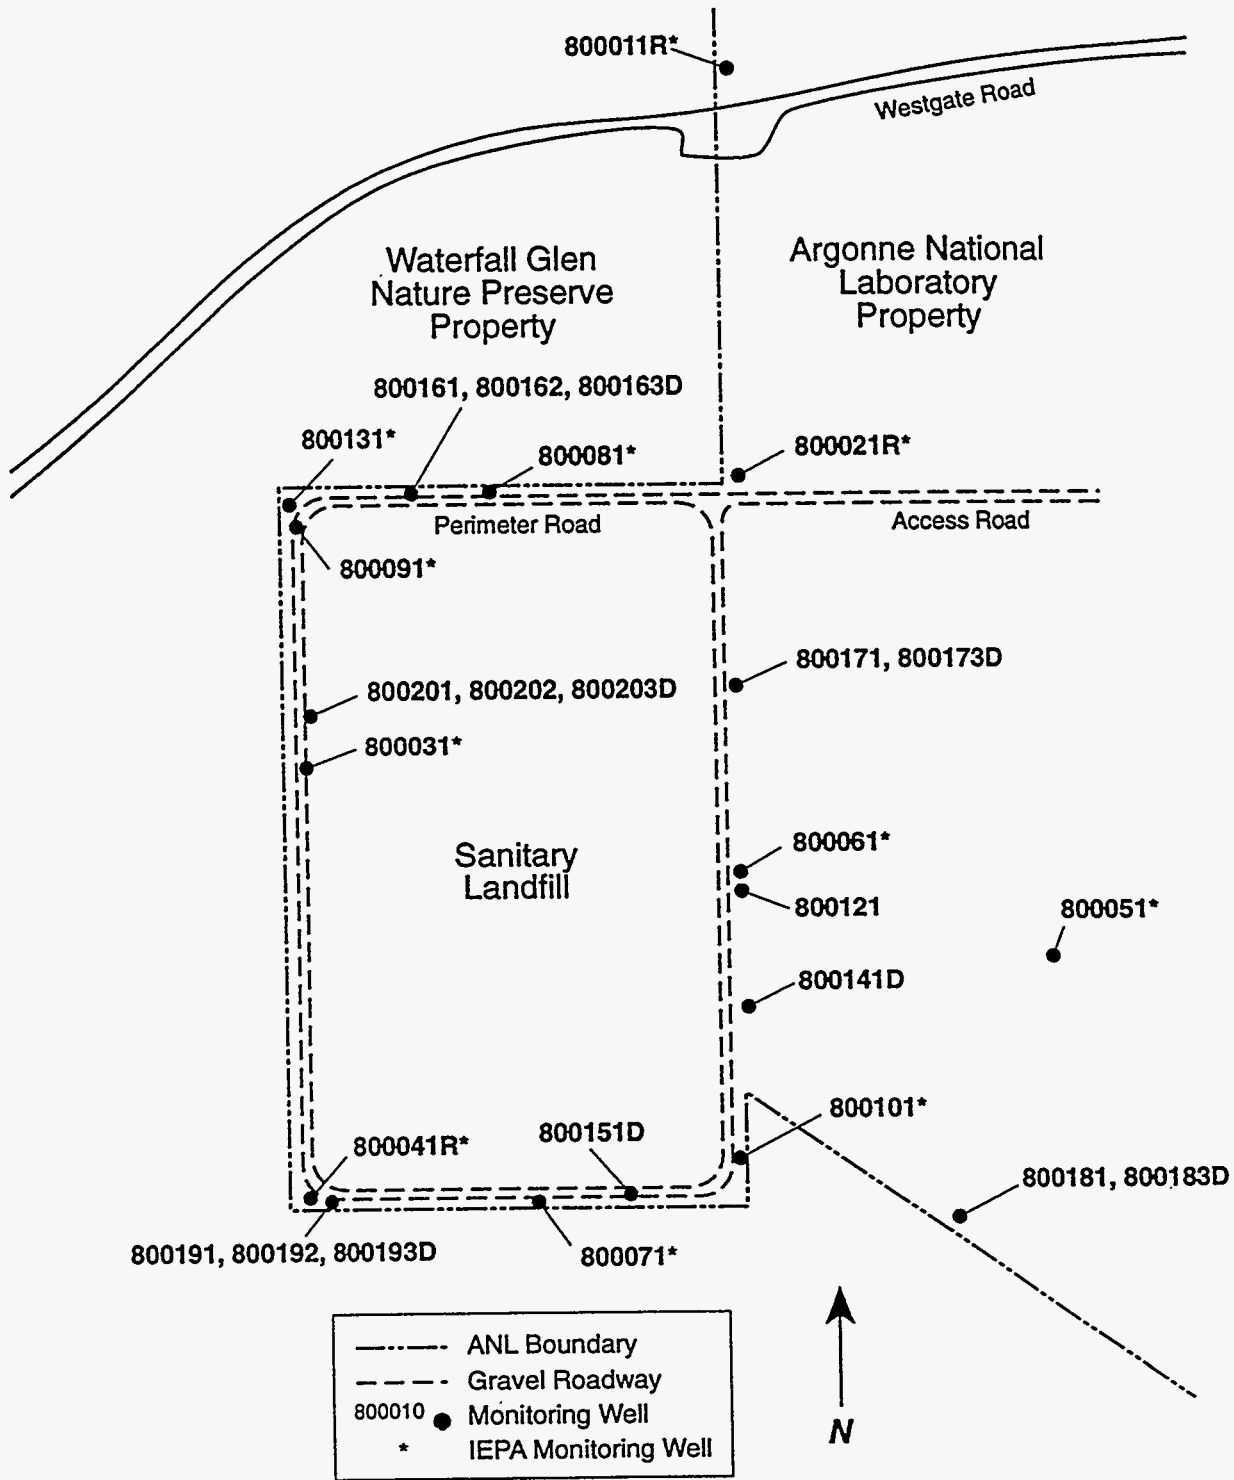 800011R*
Westgate Road
Waterfall Glen
Nature Preserve
Property
Argonne National
Laboratory
Property
800161, 800162, 800163D
800131*
800081*
800021R*
Perimeter Road
Access Road
800091*
800171, 800173D
800201, 800202, 800203D
800031*
800061*
Sanitary
Landfill
800121
800051*
800141D
800101*
800151D
800041R*
800181, 800183D
800191, 800192, 800193D
800071*
ANL Boundary
Gravel Roadway
800010 Monitoring Well
* IEPA Monitoring Well
N